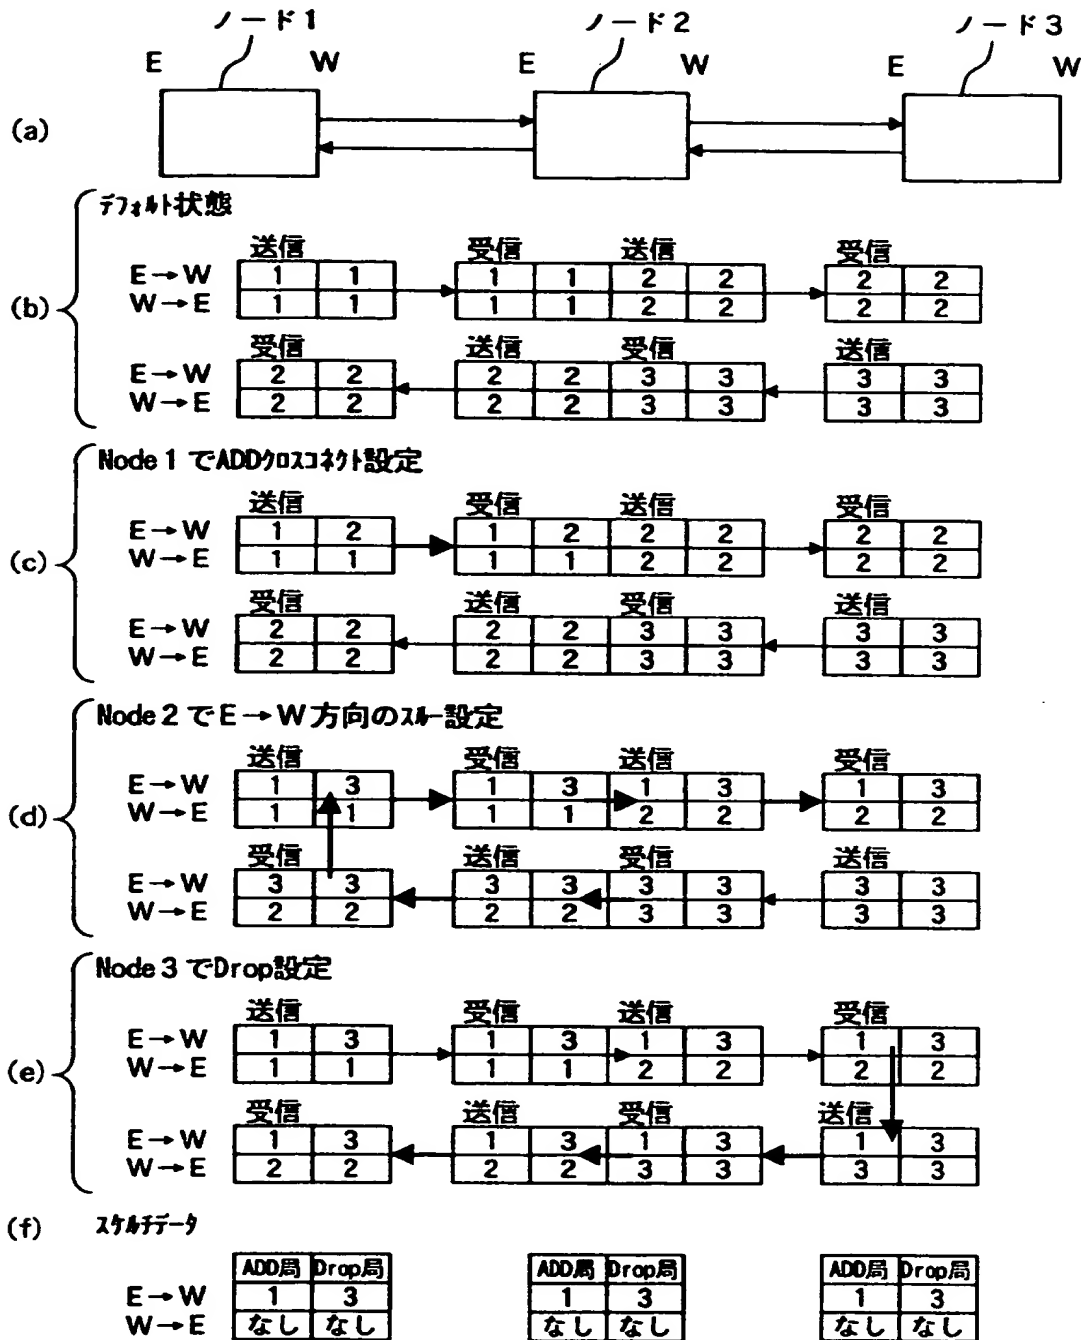 ノード1 ノード2 ノード3
E W E W E W
(a)
デフォルト状態
送信 受信 送信 受信
(b)
E→W 1 1 1 1 2 2 2 2
W→E 1 1 1 1 2 2 2 2
受信 送信 受信 送信
E→W 2 2 2 2 3 3 3 3
W→E 2 2 2 2 3 3 3 3
Node 1 でADDクロスコネクト設定
送信 受信 送信 受信
(c)
E→W 1 2 1 2 2 2 2 2
W→E 1 1 1 1 2 2 2 2
受信 送信 受信 送信
E→W 2 2 2 2 3 3 3 3
W→E 2 2 2 2 3 3 3 3
Node 2 でE→W方向のスルー設定
送信 受信 送信 受信
(d)
E→W 1 3 1 3 1 3 1 3
W→E 1 1 1 1 2 2 2 2
受信 送信 受信 送信
E→W 3 3 3 3 3 3 3 3
W→E 2 2 2 2 3 3 3 3
Node 3 でDrop設定
送信 受信 送信 受信
(e)
E→W 1 3 1 3 1 3 1 3
W→E 1 1 1 1 2 2 2 2
受信 送信 受信 送信
E→W 1 3 1 3 1 3 1 3
W→E 2 2 2 2 3 3 3 3
(f) スケルチデータ
ADD局 Drop局 ADD局 Drop局 ADD局 Drop局
E→W 1 3 1 3 1 3
W→E なし なし なし なし なし なし